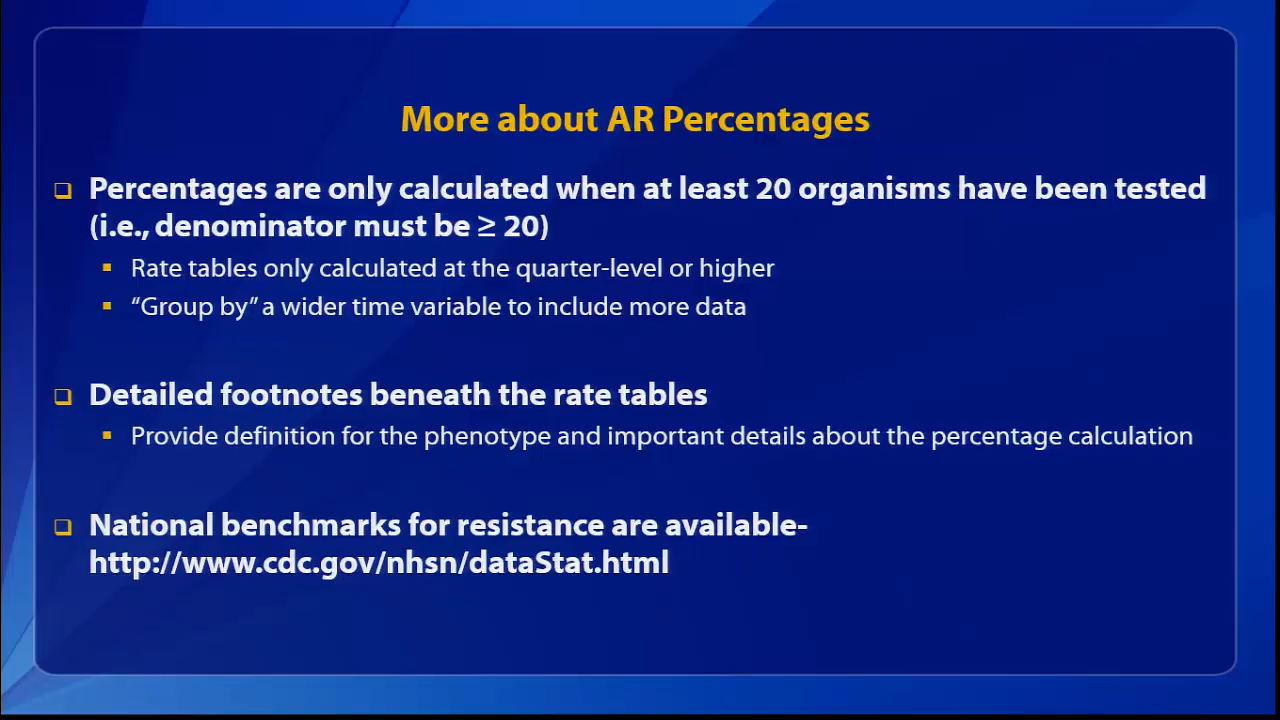 More about AR Percentages
Percentages are only calculated when at least 20 organisms have been tested
(i.e., denominator must be ≥ 20)
Rate tables only calculated at the quarter-level or higher
“Group by” a wider time variable to include more data
Detailed footnotes beneath the rate tables
Provide definition for the phenotype and important details about the percentage calculation
National benchmarks for resistance are available-
http://www.cdc.gov/nhsn/dataStat.html